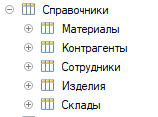 Справочники
Материалы
Контрагенты
Сотрудники
Изделия
Склады